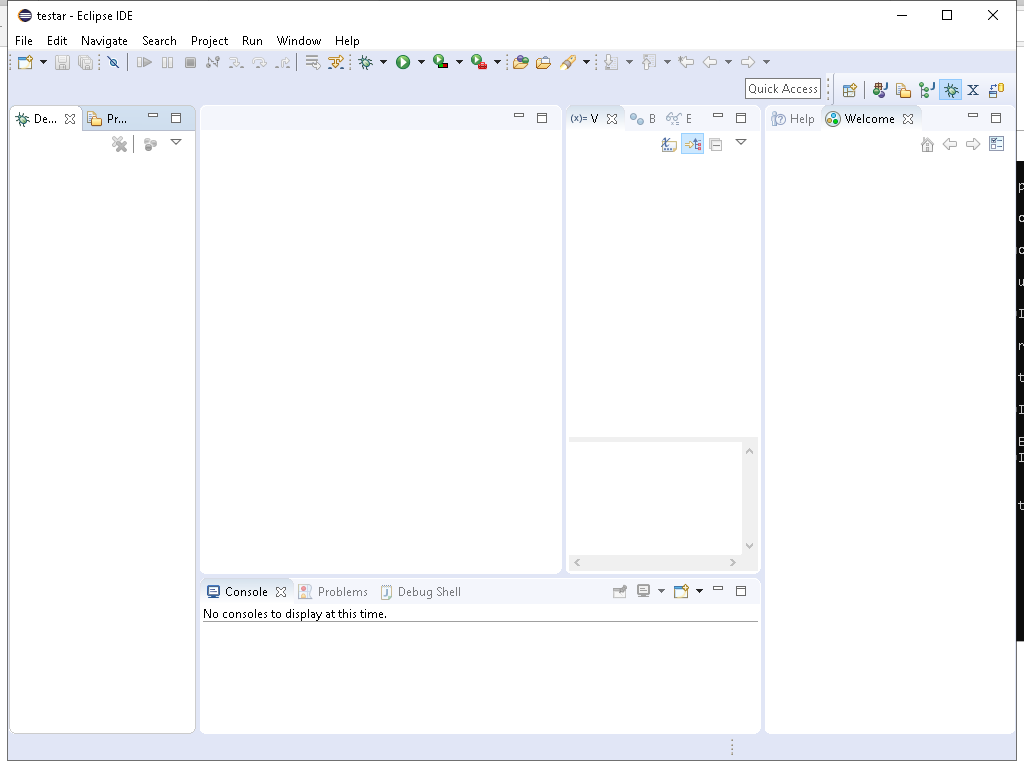 testar - Eclipse IDE
File Edit Navigate Search Project Run Window Help
Quick Access
De... Pr... (x)= V B E Help Welcome
Console Problems Debug Shell
No consoles to display at this time.